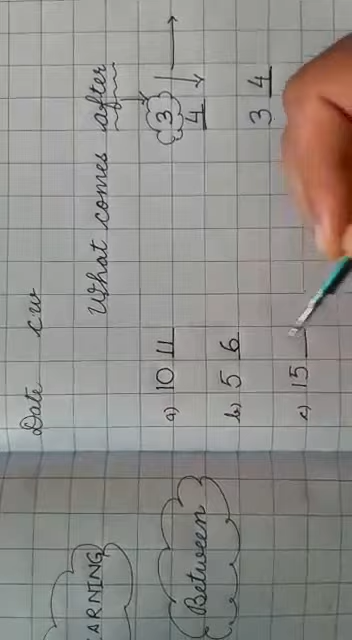 Date CW
What comes after
3
4
a) 10 11
3 4
b) 5 6
c) 15
ARNING
Between